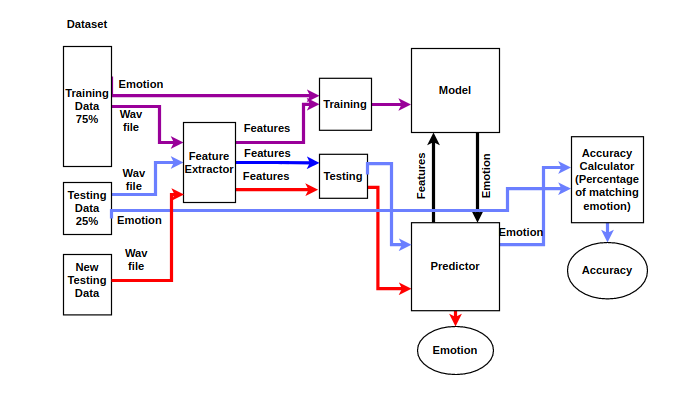 Dataset
Training
Data
75%
Emotion
Wav
file
Feature
Extractor
Features
Features
Features
Training
Testing
Model
Features
Emotion
Testing
Data
25%
Wav
file
Emotion
New
Testing
Data
Wav
file
Predictor
Emotion
Emotion
Accuracy
Calculator
(Percentage
of matching
emotion)
Accuracy